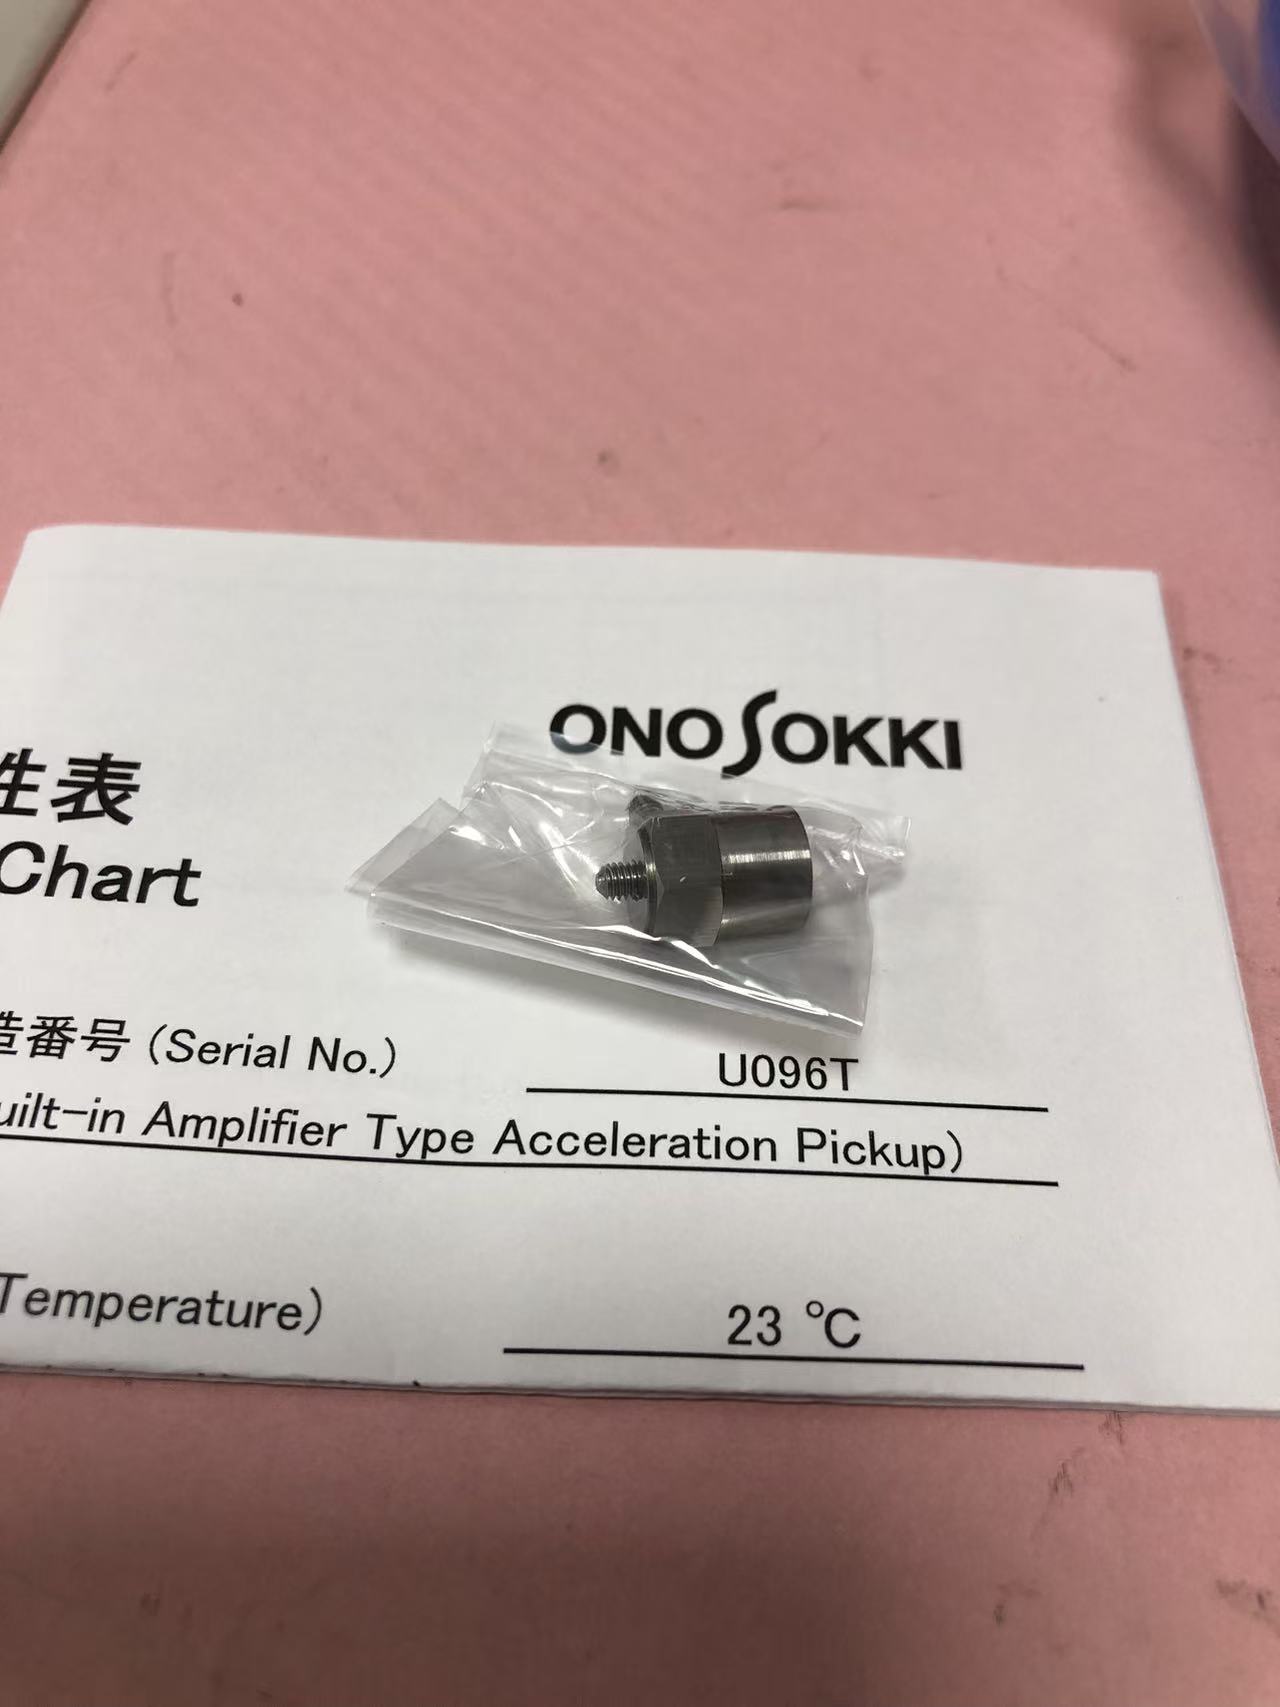 ONO SOKKI
性表
Chart
造番号 (Serial No.) U096T
uilt-in Amplifier Type Acceleration Pickup)
Temperature) 23 ℃